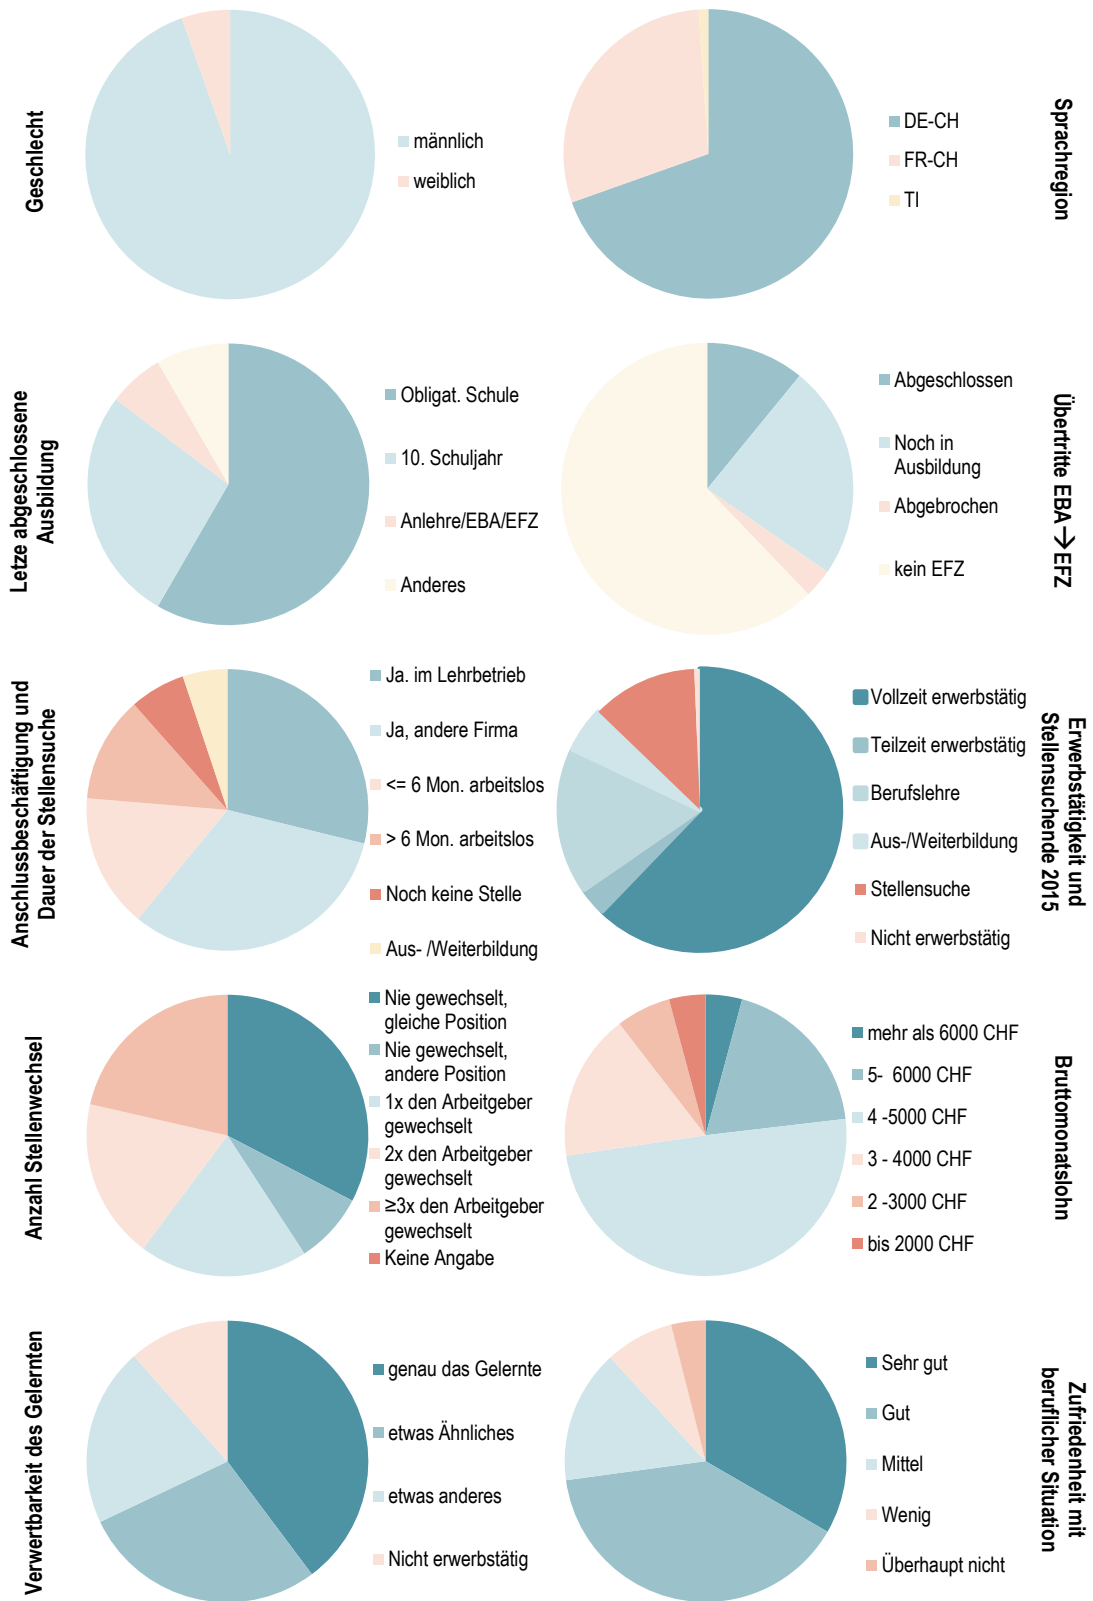 Geschlecht
männlich
weiblich
DE-CH
FR-CH
TI
Sprachregion
Letze abgeschlossene
Ausbildung
Obligat. Schule
10. Schuljahr
Anlehre/EBA/EFZ
Anderes
Abgeschlossen
Noch in
Ausbildung
Abgebrochen
kein EFZ
Übertritte EBA→EFZ
Anschlussbeschäftigung und
Dauer der Stellensuche
Ja. im Lehrbetrieb
Ja, andere Firma
<= 6 Mon. arbeitslos
> 6 Mon. arbeitslos
Noch keine Stelle
Aus- /Weiterbildung
Vollzeit erwerbstätig
Teilzeit erwerbstätig
Berufslehre
Aus-/Weiterbildung
Stellensuche
Nicht erwerbstätig
Erwerbstätigkeit und
Stellensuchende 2015
Anzahl Stellenwechsel
Nie gewechselt,
gleiche Position
Nie gewechselt,
andere Position
1x den Arbeitgeber
gewechselt
2x den Arbeitgeber
gewechselt
≥3x den Arbeitgeber
gewechselt
Keine Angabe
mehr als 6000 CHF
5- 6000 CHF
4 -5000 CHF
3 - 4000 CHF
2 -3000 CHF
bis 2000 CHF
Bruttomonatslohn
Verwertbarkeit des Gelernten
genau das Gelernte
etwas Ähnliches
etwas anderes
Nicht erwerbstätig
Sehr gut
Gut
Mittel
Wenig
Überhaupt nicht
Zufriedenheit mit
beruflicher Situation